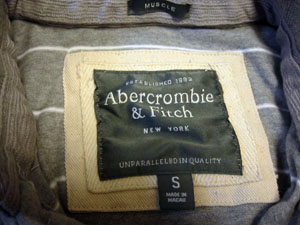 MUSCLE
ESTABLISHED 1892
Abercrombie
& Fitch
NEW YORK
UNPARALLELED IN QUALITY
S
MADE IN
MACAU